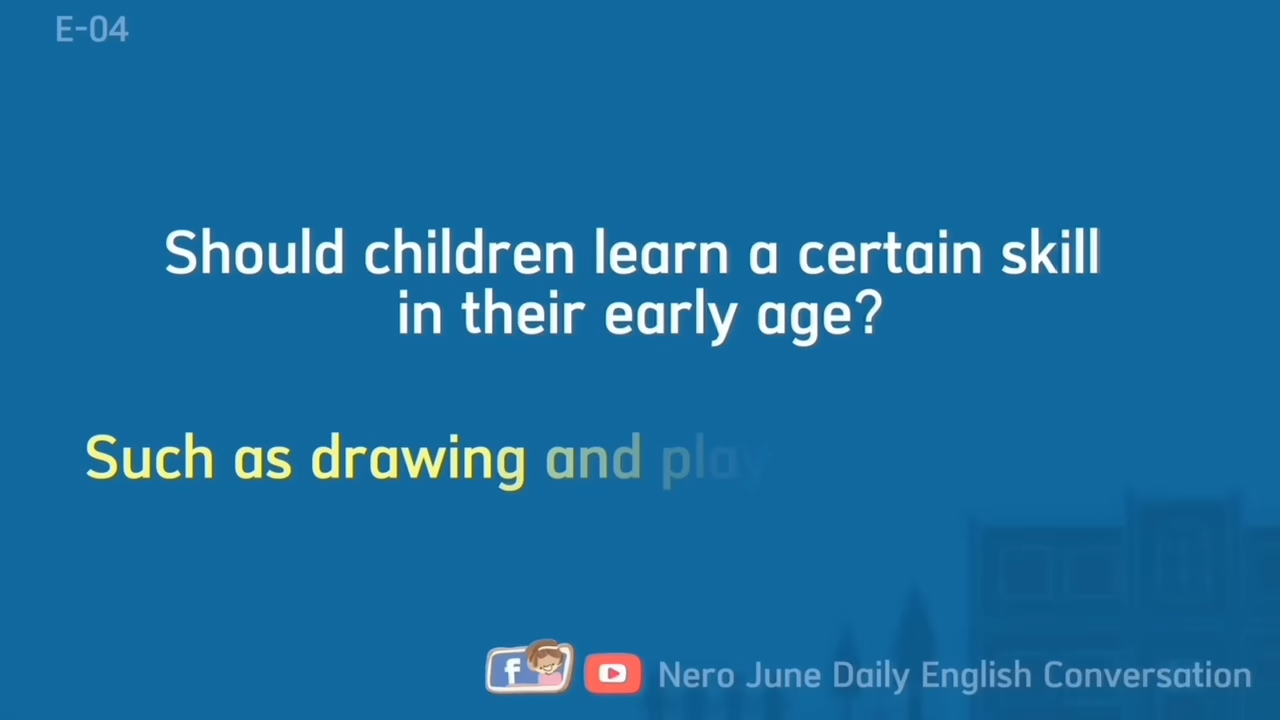 E-04
Should children learn a certain skill
in their early age?
Such as drawing and play
f Nero June Daily English Conversation